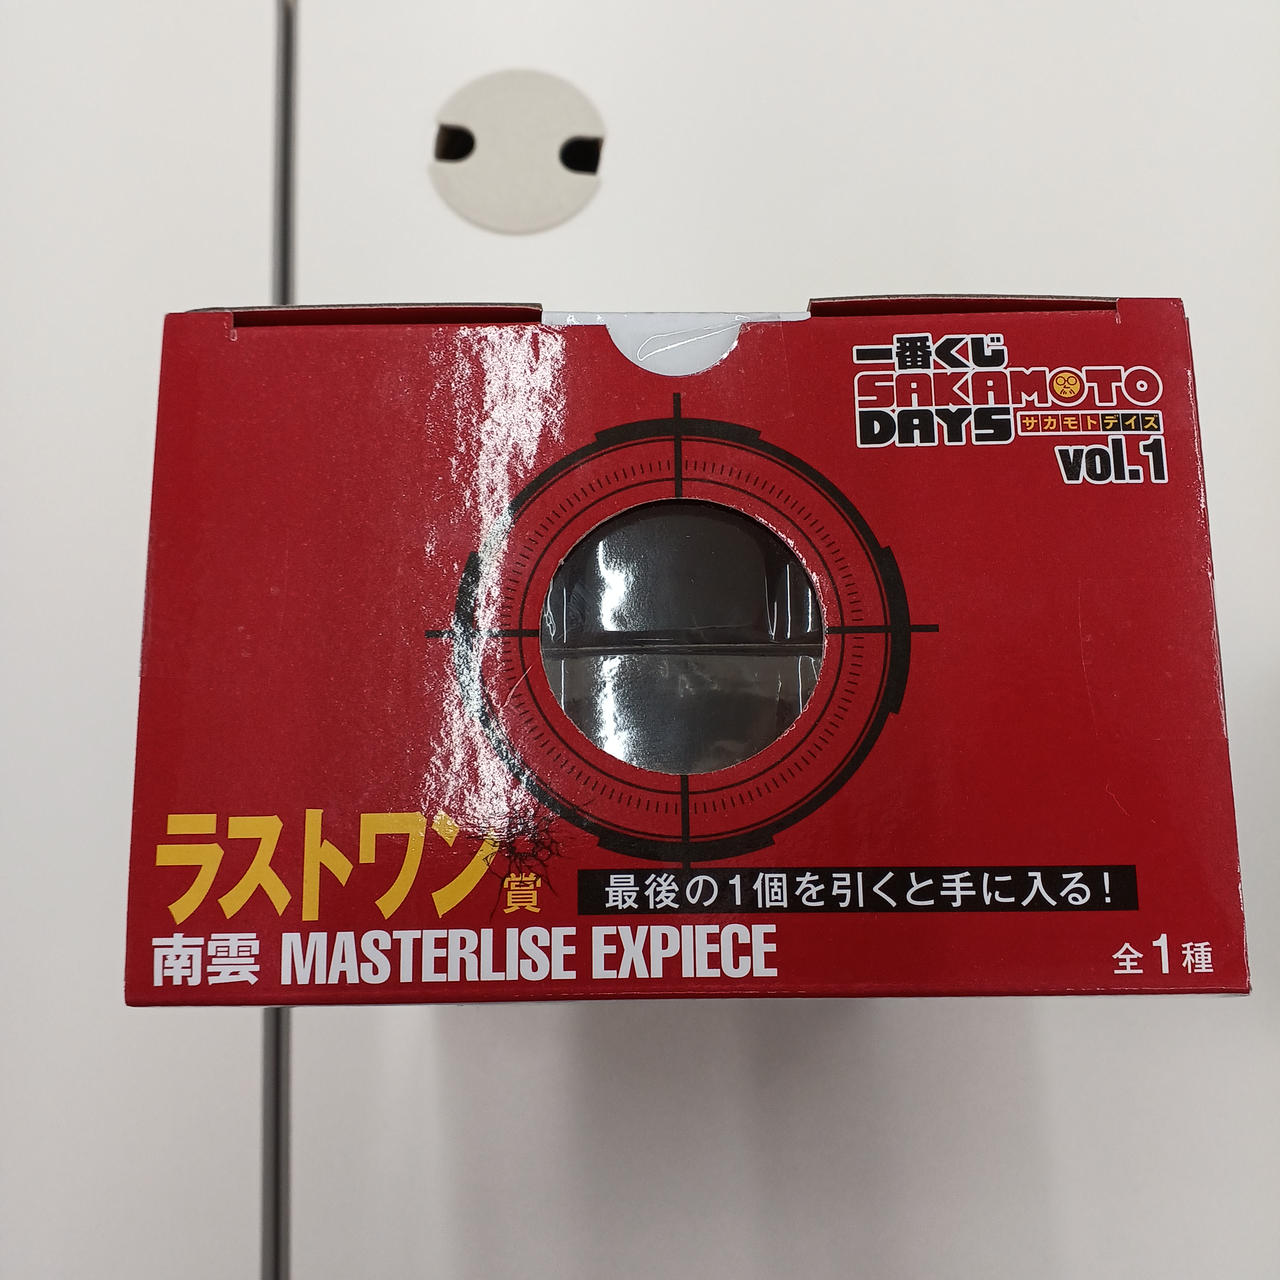 一番くじ
SAKAMOTO
DAYS サカモトデイズ
vol.1
ラストワン賞
最後の1個を引くと手に入る!
南雲 MASTERLISE EXPIECE
全1種